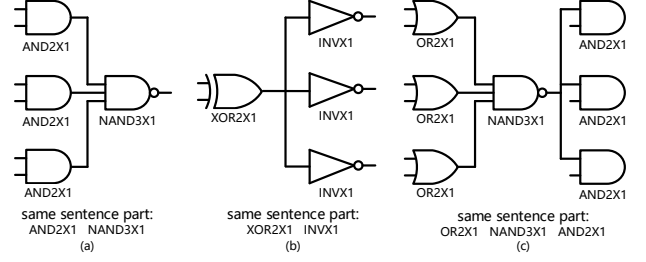 AND2X1
AND2X1
NAND3X1
AND2X1
same sentence part:
AND2X1 NAND3X1
(a)
INVX1
XOR2X1
INVX1
INVX1
same sentence part:
XOR2X1 INVX1
(b)
OR2X1
AND2X1
OR2X1
NAND3X1
AND2X1
OR2X1
AND2X1
same sentence part:
OR2X1 NAND3X1 AND2X1
(c)